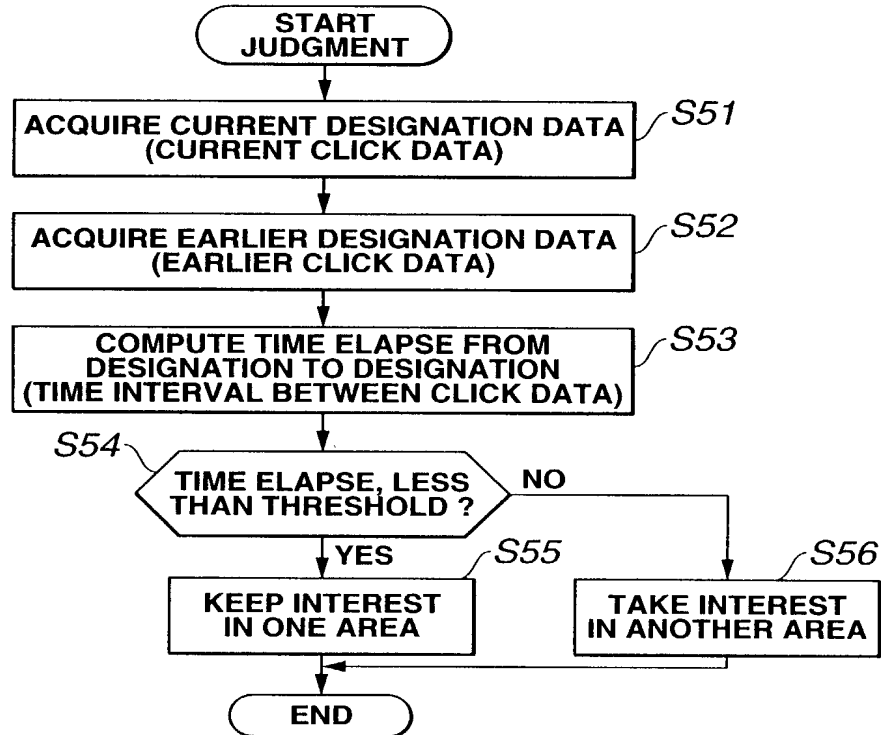 START
JUDGMENT
ACQUIRE CURRENT DESIGNATION DATA
(CURRENT CLICK DATA)
S51
ACQUIRE EARLIER DESIGNATION DATA
(EARLIER CLICK DATA)
S52
COMPUTE TIME ELAPSE FROM
DESIGNATION TO DESIGNATION
(TIME INTERVAL BETWEEN CLICK DATA)
S53
S54
TIME ELAPSE, LESS
THAN THRESHOLD ?
NO
YES
S55
KEEP INTEREST
IN ONE AREA
S56
TAKE INTEREST
IN ANOTHER AREA
END